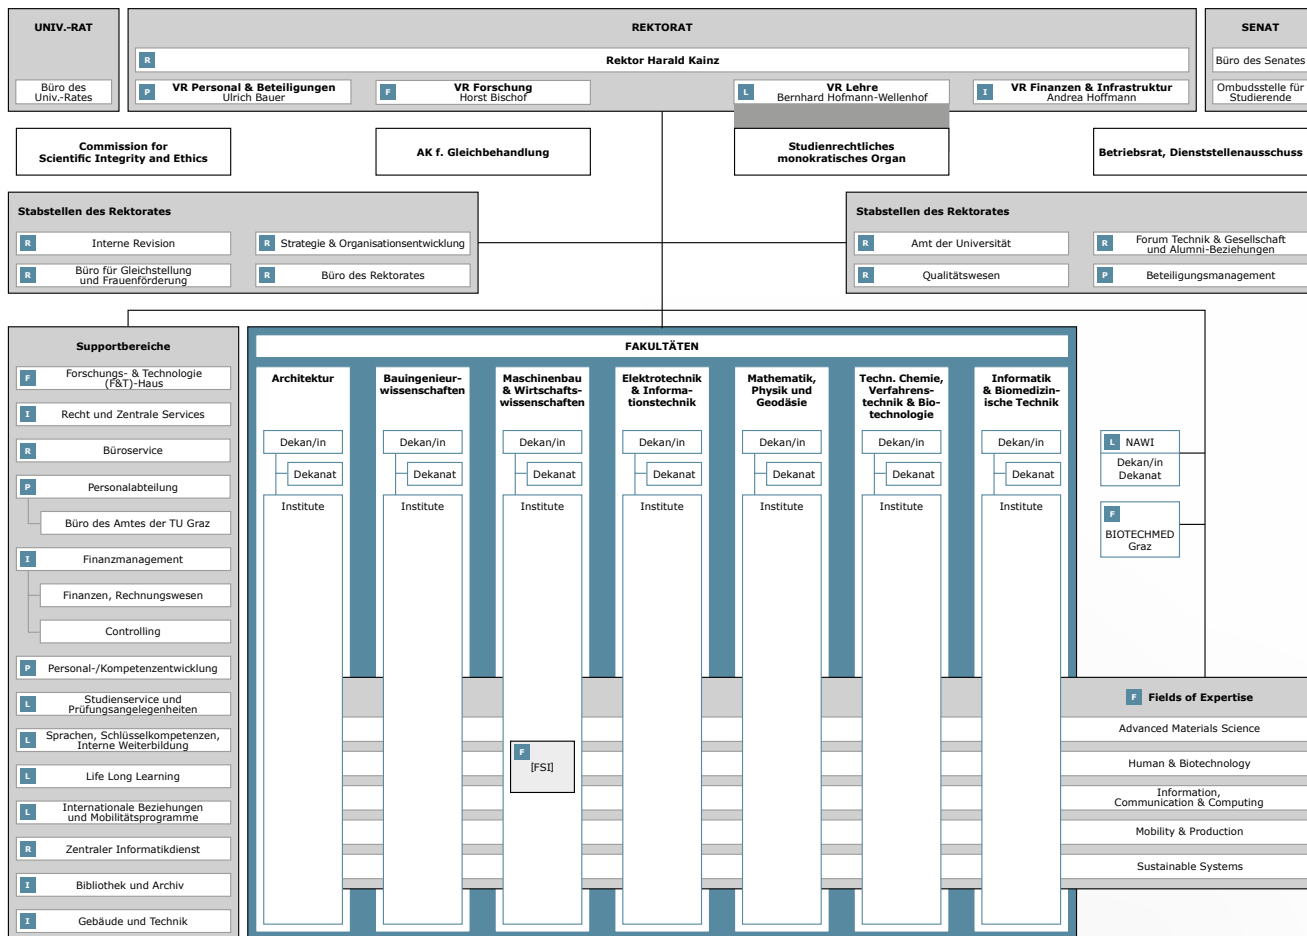 UNIV.-RAT
Büro des
Univ.-Rates
REKTORAT
R
Rektor Harald Kainz
P
VR Personal & Beteiligungen
Ulrich Bauer
F
VR Forschung
Horst Bischof
L
VR Lehre
Bernhard Hofmann-Wellenhof
I
VR Finanzen & Infrastruktur
Andrea Hoffmann
SENAT
Büro des Senates
Ombudsstelle für
Studierende
Commission for
Scientific Integrity and Ethics
AK f. Gleichbehandlung
Studienrechtliches
monokratisches Organ
Betriebsrat, Dienststellenausschuss
Stabstellen des Rektorates
R
Interne Revision
R
Strategie & Organisationsentwicklung
R
Büro für Gleichstellung
und Frauenförderung
R
Büro des Rektorates
Stabstellen des Rektorates
R
Amt der Universität
R
Forum Technik & Gesellschaft
und Alumni-Beziehungen
R
Qualitätswesen
P
Beteiligungsmanagement
Supportbereiche
F
Forschungs- & Technologie
(F&T)-Haus
I
Recht und Zentrale Services
R
Büroservice
P
Personalabteilung
Büro des Amtes der TU Graz
I
Finanzmanagement
Finanzen, Rechnungswesen
Controlling
P
Personal-/Kompetenzentwicklung
L
Studienservice und
Prüfungsangelegenheiten
L
Sprachen, Schlüsselkompetenzen,
Interne Weiterbildung
L
Life Long Learning
L
Internationale Beziehungen
und Mobilitätsprogramme
R
Zentraler Informatikdienst
I
Bibliothek und Archiv
I
Gebäude und Technik
FAKULTÄTEN
Architektur
Dekan/in
Dekanat
Institute
Bauingenieur-
wissenschaften
Dekan/in
Dekanat
Institute
Maschinenbau
& Wirtschafts-
wissenschaften
Dekan/in
Dekanat
Institute
F
[FSI]
Elektrotechnik
& Informa-
tionstechnik
Dekan/in
Dekanat
Institute
Mathematik,
Physik und
Geodäsie
Dekan/in
Dekanat
Institute
Techn. Chemie,
Verfahrens-
technik & Bio-
technologie
Dekan/in
Dekanat
Institute
Informatik
& Biomedizin-
ische Technik
Dekan/in
Dekanat
Institute
L
NAWI
Dekan/in
Dekanat
F
BIOTECHMED
Graz
F
Fields of Expertise
Advanced Materials Science
Human & Biotechnology
Information,
Communication & Computing
Mobility & Production
Sustainable Systems